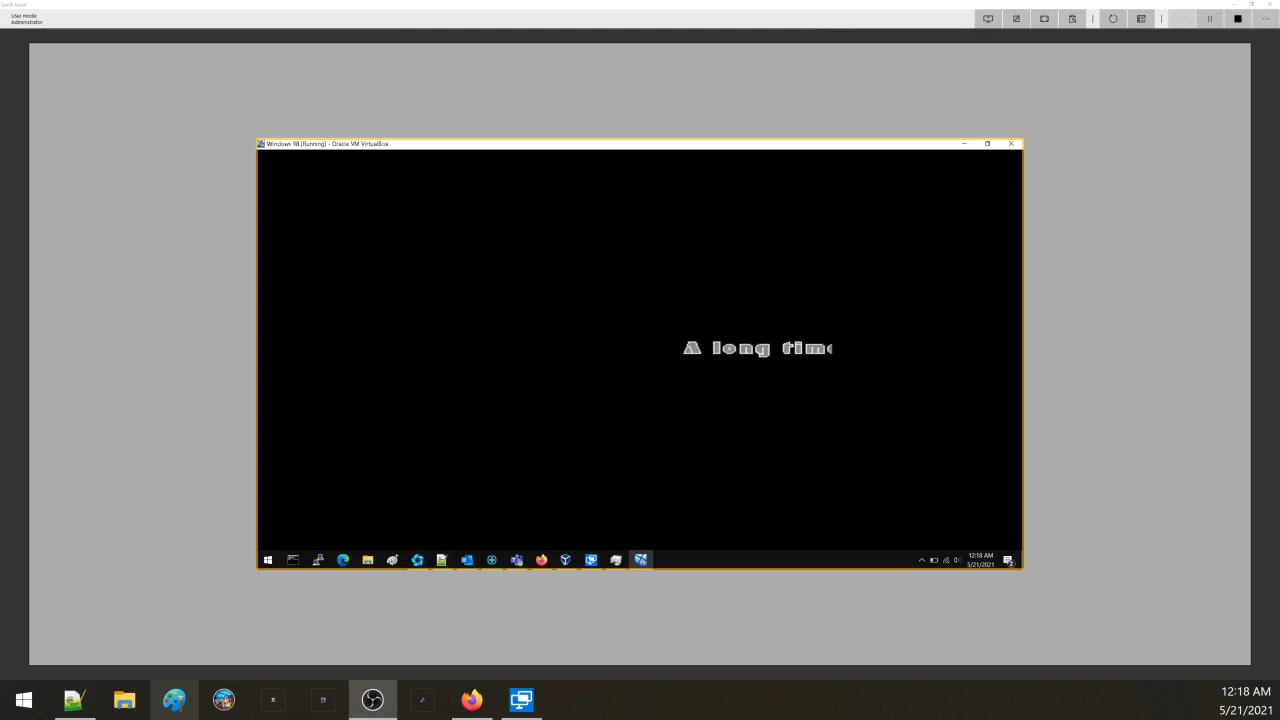 Quick Assist
User mode:
Administrator
Windows 98 [Running] - Oracle VM VirtualBox
A long time
12:18 AM
5/21/2021
12:18 AM
5/21/2021